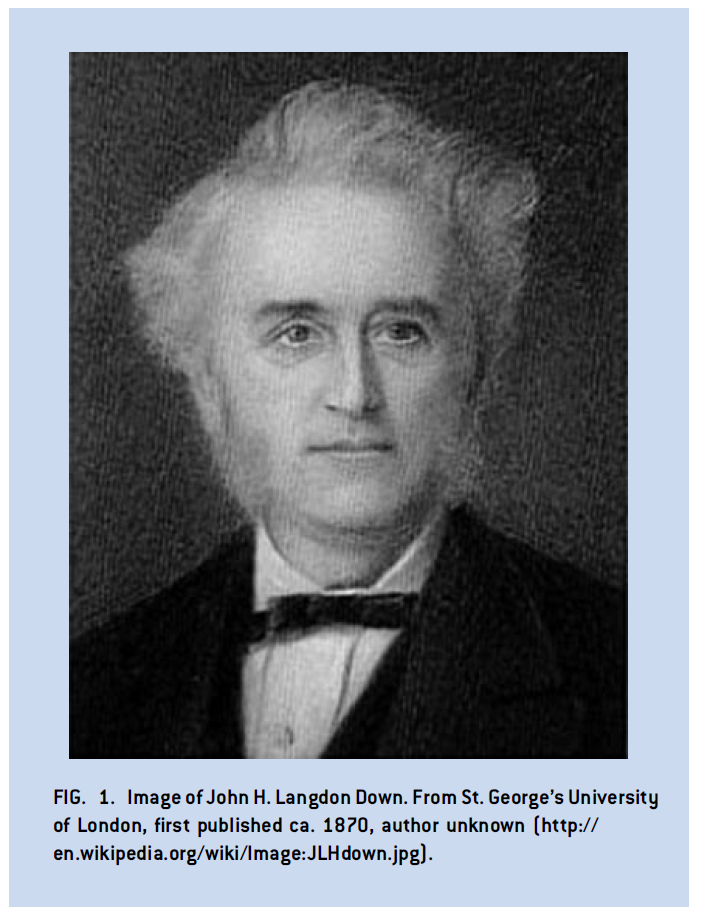 FIG. 1. Image of John H. Langdon Down. From St. George's University
of London, first published ca. 1870, author unknown (http://
en.wikipedia.org/wiki/Image:JLHdown.jpg).